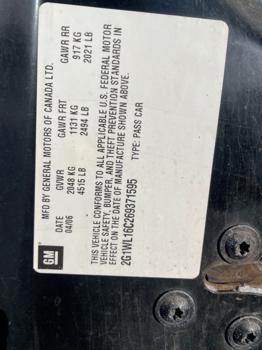 GM
MFD BY GENERAL MOTORS OF CANADA LTD.
DATE GVWR GAWR FRT GAWR RR
04/06 2048 KG 1131 KG 917 KG
4515 LB 2494 LB 2021 LB
THIS VEHICLE CONFORMS TO ALL APPLICABLE U.S. FEDERAL MOTOR
VEHICLE SAFETY, BUMPER, AND THEFT PREVENTION STANDARDS IN
EFFECT ON THE DATE OF MANUFACTURE SHOWN ABOVE.
2G1WL16C269371595 TYPE: PASS CAR